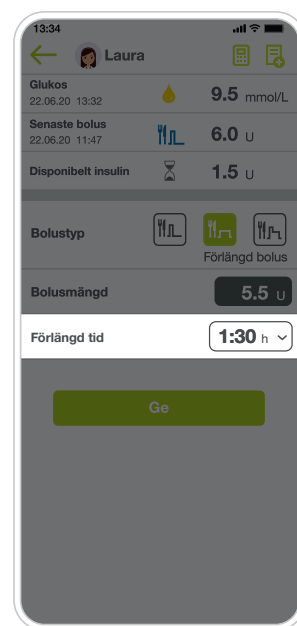 13:34
Laura
Glukos
22.06.20 13:32
9.5 mmol/L
Senaste bolus
22.06.20 11:47
6.0 U
Disponibelt insulin
1.5 U
Bolustyp
Förlängd bolus
Bolusmängd
5.5 U
Förlängd tid
1:30 h
Ge